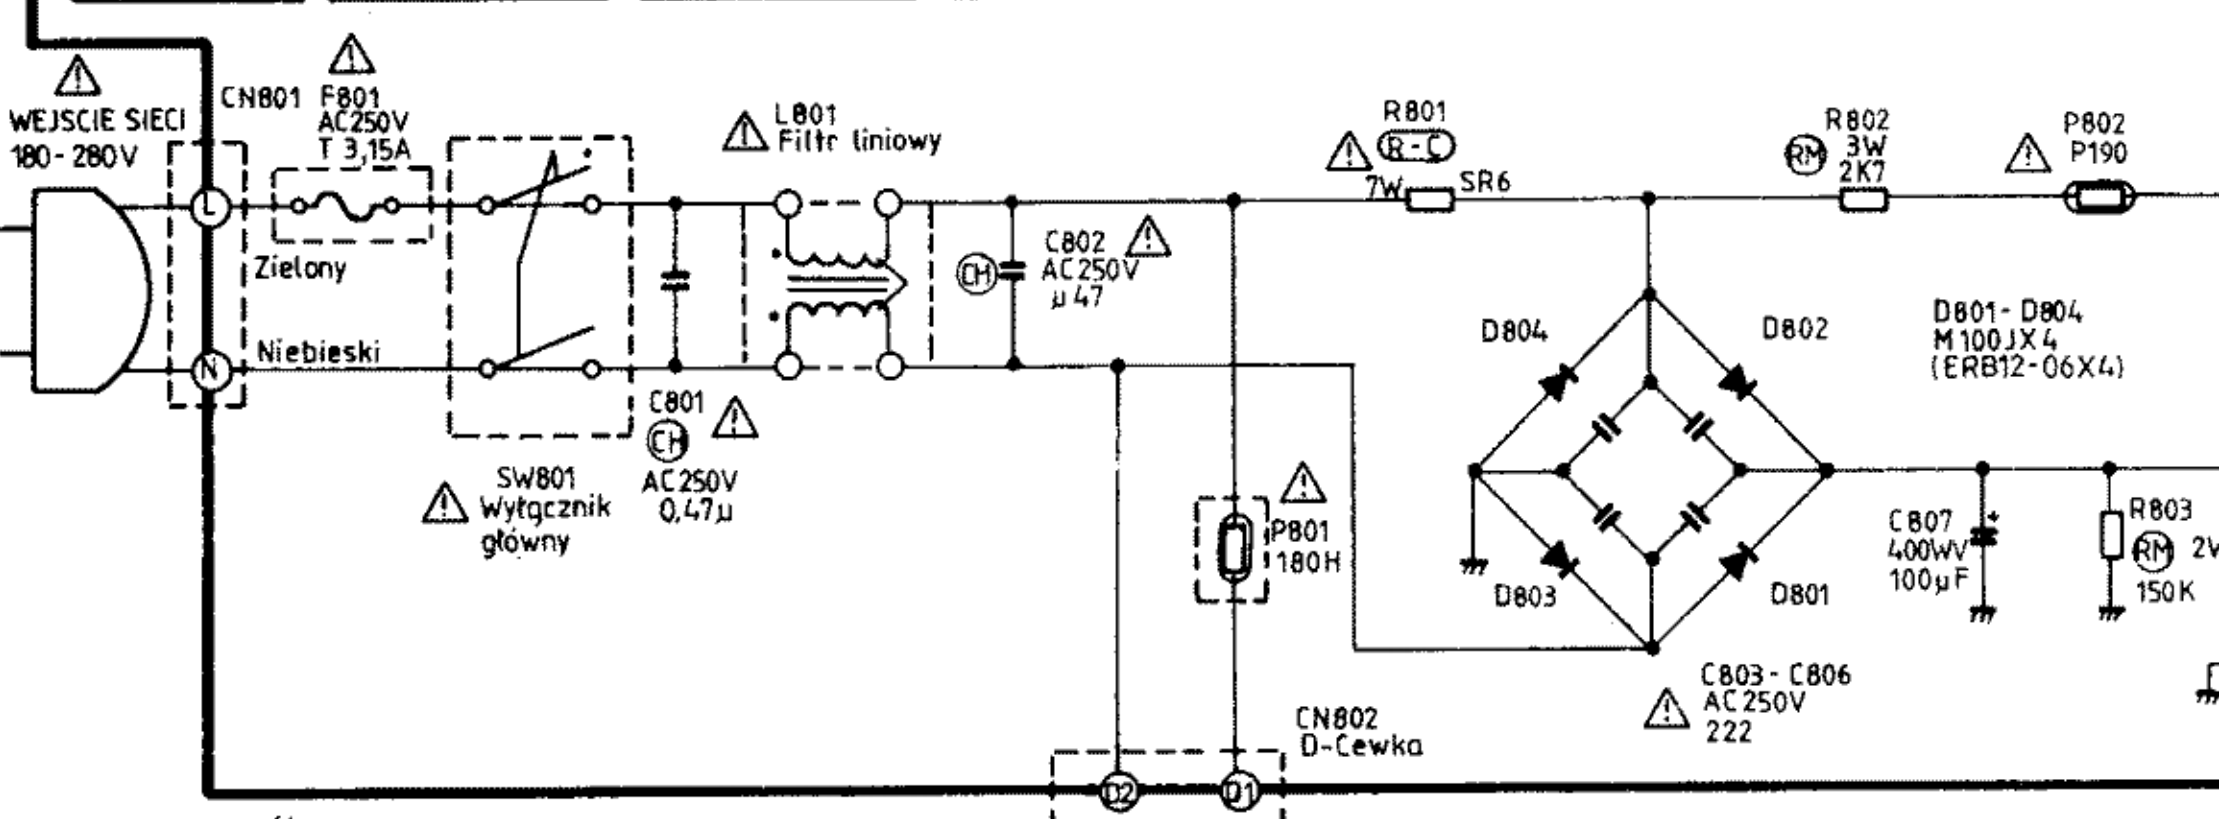 WEJSCIE SIECI
180-280V
CN801
F801
AC250V
T 3,15A
L
Zielony
N
Niebieski
SW801
Wyłącznik
główny
C801
CH
AC250V
0,47µ
L801
Filtr liniowy
CH
C802
AC250V
µ47
R801
R-C
7W
SR6
RM
R802
3W
2K7
P802
P190
D804
D802
D801-D804
M100JX4
(ERB12-06X4)
D803
D801
P801
180H
C803-C806
AC250V
222
C807
400WV
100µF
+
R803
RM
150K
CN802
D-Cewka
D2
D1